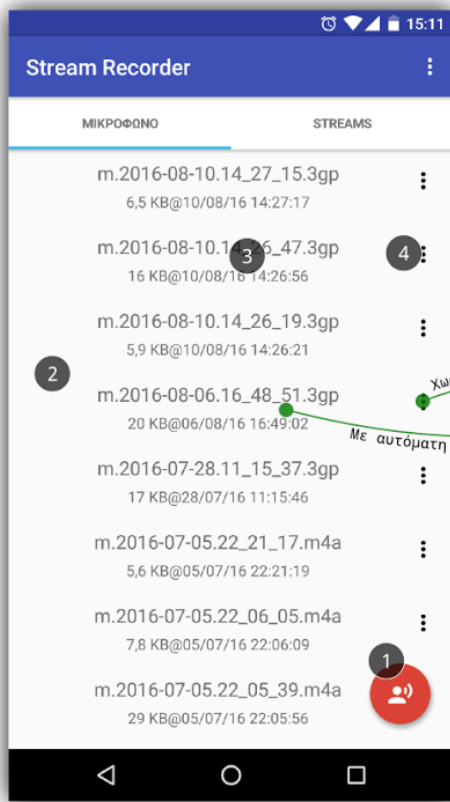 15:11
Stream Recorder
ΜΙΚΡΟΦΩΝΟ STREAMS
m.2016-08-10.14_27_15.3gp
6,5 KB@10/08/16 14:27:17
m.2016-08-10.14_26_47.3gp
3
4
16 KB@10/08/16 14:26:56
m.2016-08-10.14_26_19.3gp
5,9 KB@10/08/16 14:26:21
2
m.2016-08-06.16_48_51.3gp
20 KB@06/08/16 16:49:02
Με αυτόματη
m.2016-07-28.11_15_37.3gp
17 KB@28/07/16 11:15:46
m.2016-07-05.22_21_17.m4a
5,6 KB@05/07/16 22:21:19
m.2016-07-05.22_06_05.m4a
7,8 KB@05/07/16 22:06:09
1
m.2016-07-05.22_05_39.m4a
29 KB@05/07/16 22:05:56